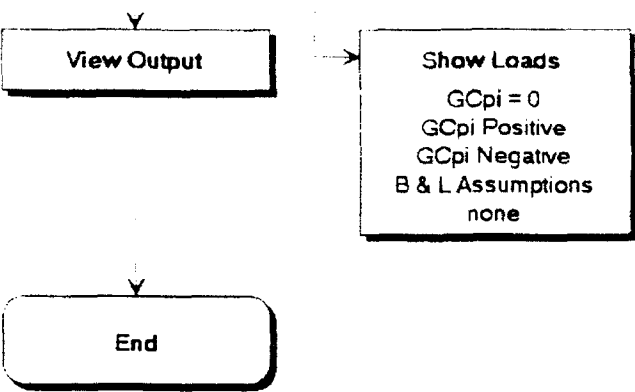 View Output
Show Loads
GCpi = 0
GCpi Positive
GCpi Negative
B & L Assumptions
none
End